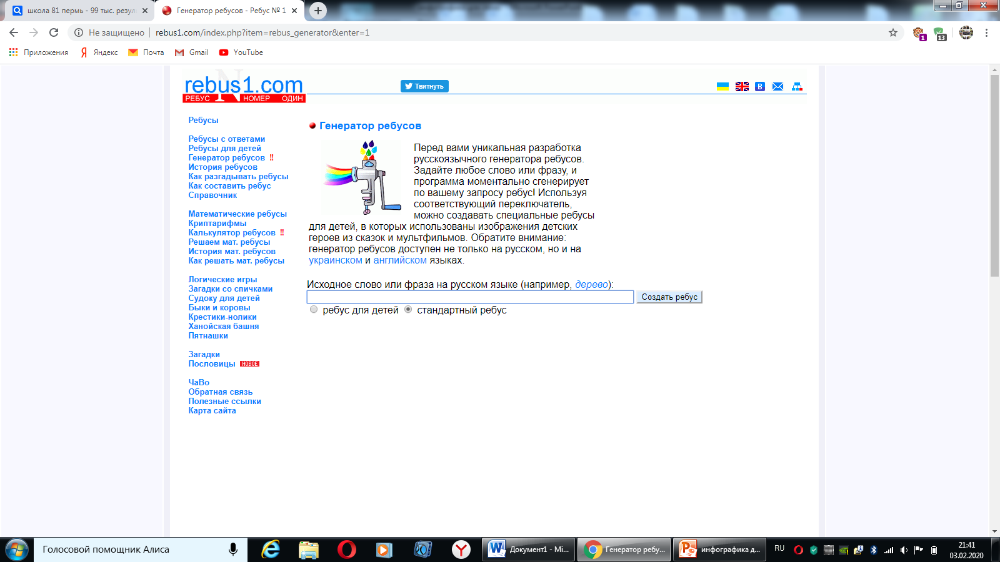 школа 81 пермь - 99 тыс. резул
Генератор ребусов - Ребус № 1
Не защищено
rebus1.com/index.php?item=rebus_generator&enter=1
1
13
Приложения
Яндекс
Почта
Gmail
YouTube
rebus1.com
N
РЕБУС НОМЕР ОДИН
Твитнуть
B
Ребусы
Ребусы с ответами
Ребусы для детей
Генератор ребусов !!
История ребусов
Как разгадывать ребусы
Как составить ребус
Справочник
Математические ребусы
Криптарифмы
Калькулятор ребусов !!
Решаем мат. ребусы
История мат. ребусов
Как решать мат. ребусы
Логические игры
Загадки со спичками
Судоку для детей
Быки и коровы
Крестики-нолики
Ханойская башня
Пятнашки
Загадки
Пословицы НОВОЕ
ЧаВо
Обратная связь
Полезные ссылки
Карта сайта
Генератор ребусов
Перед вами уникальная разработка
русскоязычного генератора ребусов.
Задайте любое слово или фразу, и
программа моментально сгенерирует
по вашему запросу ребус! Используя
соответствующий переключатель,
можно создавать специальные ребусы
для детей, в которых использованы изображения детских
героев из сказок и мультфильмов. Обратите внимание:
генератор ребусов доступен не только на русском, но и на
украинском и английском языках.
Исходное слово или фраза на русском языке (например, дерево):
Создать ребус
ребус для детей стандартный ребус
Голосовой помощник Алиса
Документ1 - Mi...
Генератор ребу...
инфографика д...
RU
21:41
03.02.2020